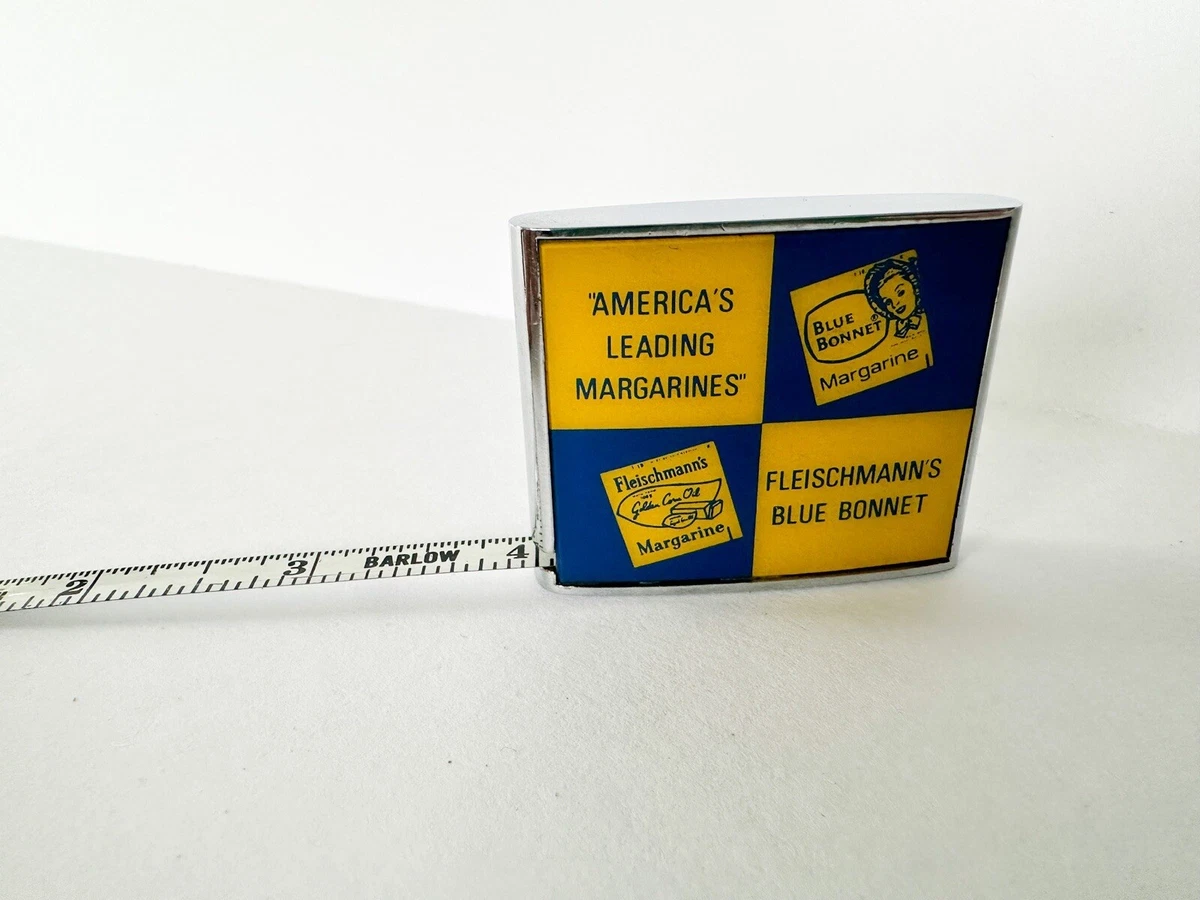 "AMERICA'S
LEADING
MARGARINES"
BLUE
BONNET®
Margarine
Fleischmann's
Golden Corn Oil
Margarine
FLEISCHMANN'S
BLUE BONNET
2 3 BARLOW 4